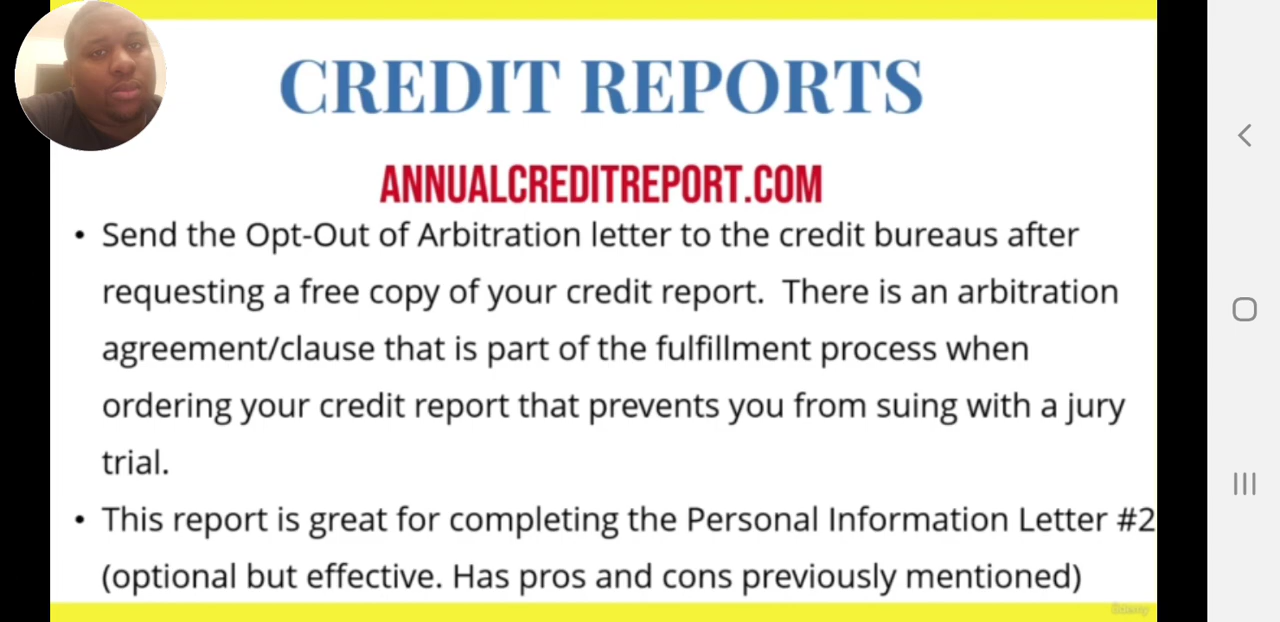 CREDIT REPORTS
ANNUALCREDITREPORT.COM
• Send the Opt-Out of Arbitration letter to the credit bureaus after
requesting a free copy of your credit report.  There is an arbitration
agreement/clause that is part of the fulfillment process when
ordering your credit report that prevents you from suing with a jury
trial.
• This report is great for completing the Personal Information Letter #2
(optional but effective. Has pros and cons previously mentioned)
Udemy